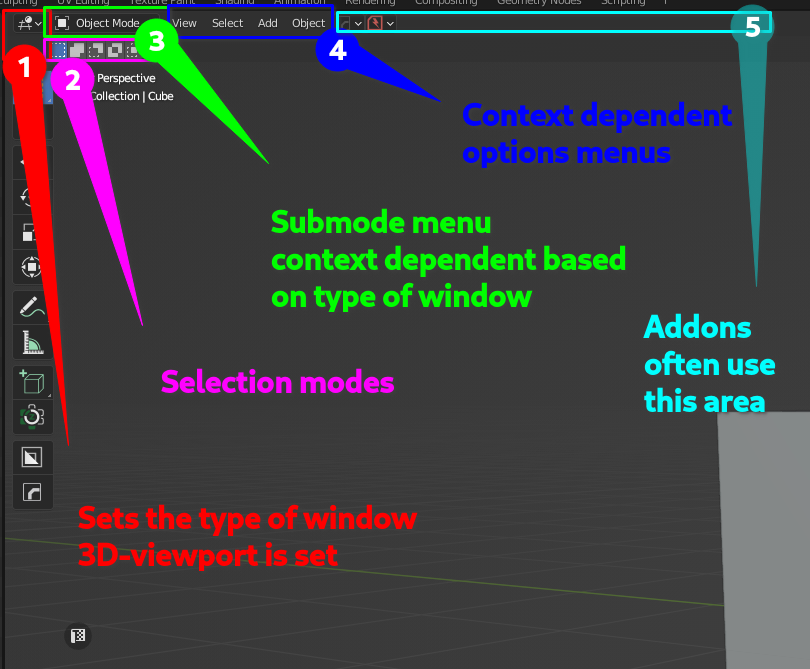 UV Editing Texture Paint Shading Animation Rendering Compositing Geometry Nodes Scripting
Object Mode View Select Add Object
1
2
3
4
5
Perspective
Collection | Cube
Context dependent
options menus
Submode menu
context dependent based
on type of window
Addons
often use
this area
Selection modes
Sets the type of window
3D-viewport is set